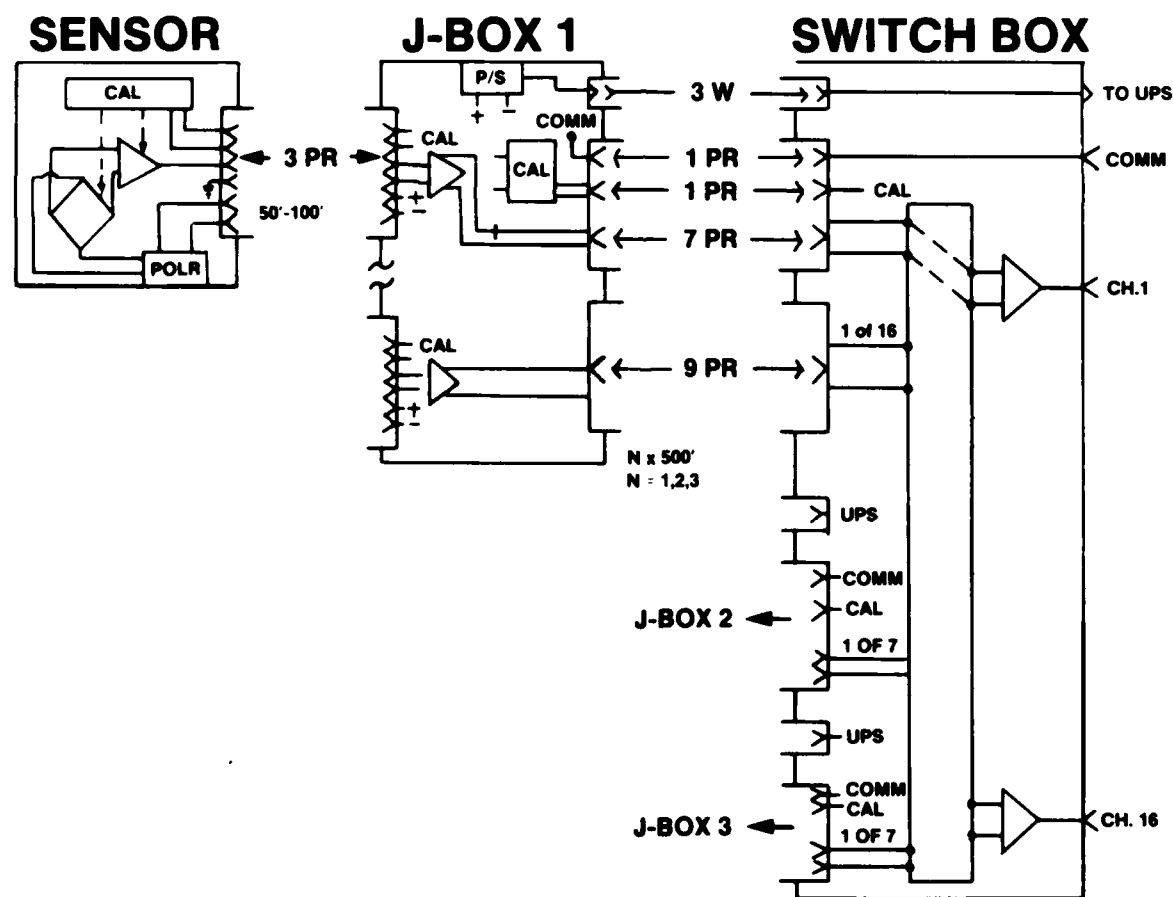 SENSOR
J-BOX 1
SWITCH BOX
CAL
50'-100'
POLR
3 PR
P/S
+ −
COMM
CAL
CAL
+
−
CAL
+
−
3 W
1 PR
1 PR
7 PR
9 PR
N x 500'
N = 1,2,3
TO UPS
COMM
CAL
CH.1
1 of 16
UPS
COMM
J-BOX 2
CAL
1 OF 7
UPS
COMM
CAL
J-BOX 3
1 OF 7
CH. 16